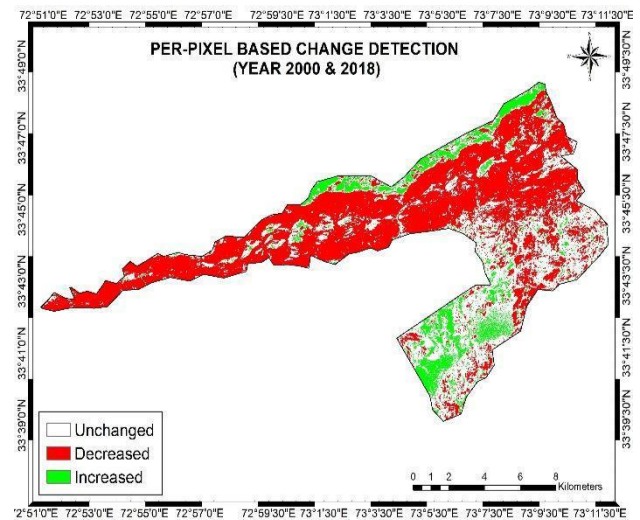 72°51'0"E 72°53'0"E 72°55'0"E 72°57'0"E 72°59'30"E 73°1'30"E 73°3'30"E 73°5'30"E 73°7'30"E 73°9'30"E 73°11'30"E
PER-PIXEL BASED CHANGE DETECTION
(YEAR 2000 & 2018)
33°49'0"N
33°47'0"N
33°45'0"N
33°43'0"N
33°41'0"N
33°39'0"N
33°49'30"N
33°47'30"N
33°45'30"N
33°43'30"N
33°41'30"N
33°39'30"N
Unchanged
Decreased
Increased
0 1 2 4 6 8
Kilometers
'2°51'0"E 72°53'0"E 72°55'0"E 72°57'0"E 72°59'30"E 73°1'30"E 73°3'30"E 73°5'30"E 73°7'30"E 73°9'30"E 73°11'30"E